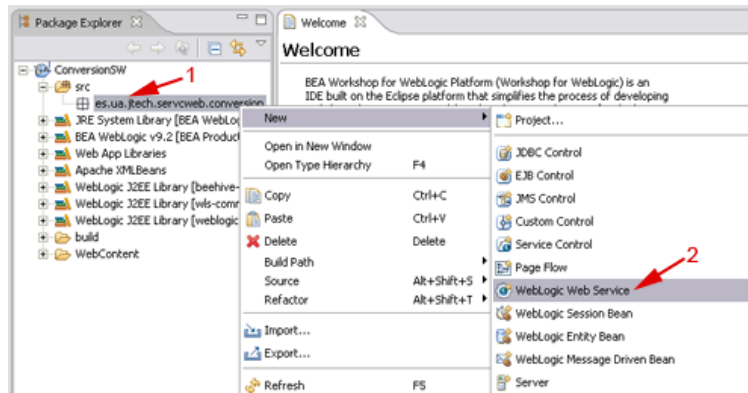 Package Explorer
Welcome
1
ConversionSW
src
es.ua.jtech.servcweb.conversion
JRE System Library [BEA WebLo
BEA WebLogic v9.2 [BEA Product
Web App Libraries
Apache XMLBeans
WebLogic J2EE Library [beehive-
WebLogic J2EE Library [wls-comm
WebLogic J2EE Library [weblogic
build
WebContent
Welcome
BEA Workshop for WebLogic Platform (Workshop for WebLogic) is an
IDE built on the Eclipse platform that simplifies the process of developing
New
Open in New Window
Open Type Hierarchy F4
Copy Ctrl+C
Paste Ctrl+V
Delete Delete
Build Path
Source Alt+Shift+S
Refactor Alt+Shift+T
Import...
Export...
Refresh F5
Project...
JDBC Control
EJB Control
JMS Control
Custom Control
Service Control
Page Flow
2
WebLogic Web Service
WebLogic Session Bean
WebLogic Entity Bean
WebLogic Message Driven Bean
Server